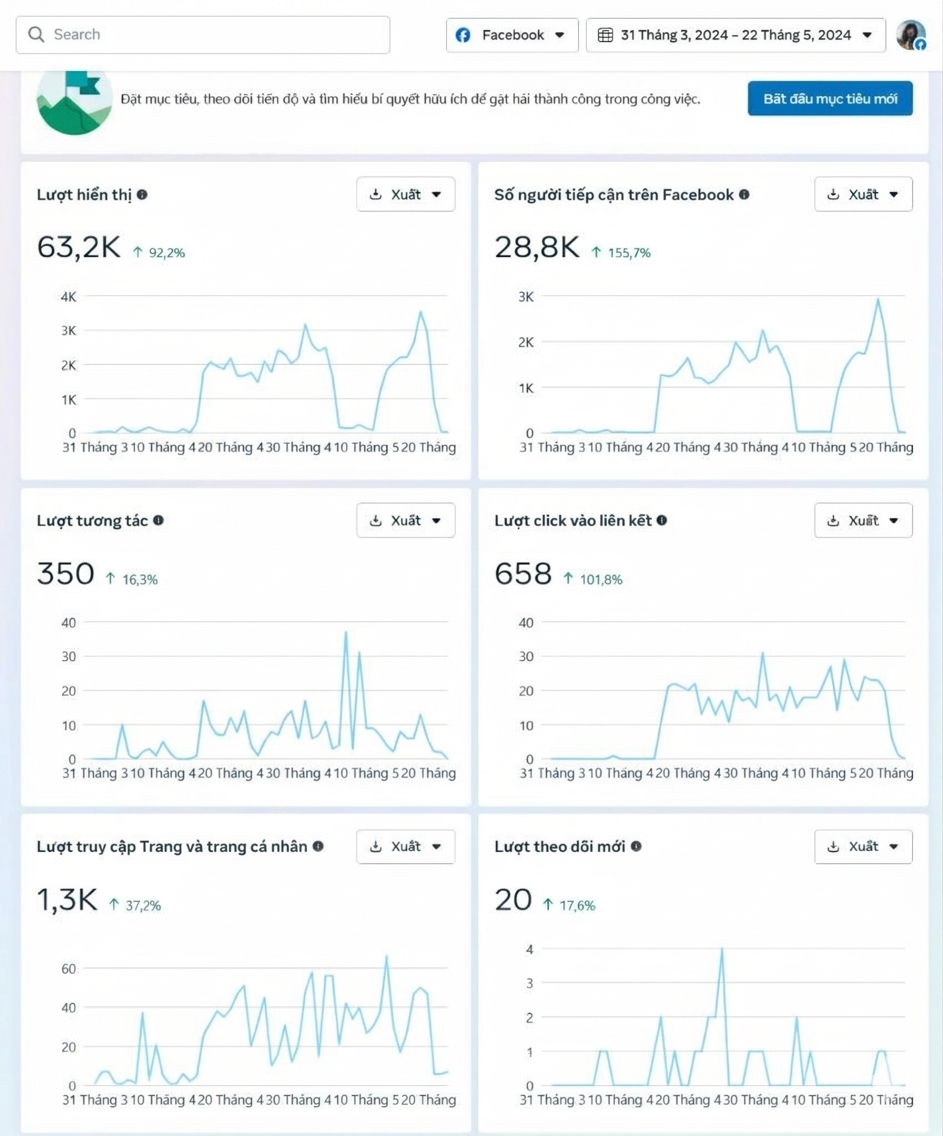 Search
Facebook
31 Tháng 3, 2024 – 22 Tháng 5, 2024
Đặt mục tiêu, theo dõi tiến độ và tìm hiểu bí quyết hữu ích để gặt hái thành công trong công việc.
Bắt đầu mục tiêu mới
Lượt hiển thị
Xuất
63,2K ↑ 92,2%
4K
3K
2K
1K
0
31 Tháng 3 10 Tháng 4 20 Tháng 4 30 Tháng 4 10 Tháng 5 20 Tháng
Số người tiếp cận trên Facebook
Xuất
28,8K ↑ 155,7%
3K
2K
1K
0
31 Tháng 3 10 Tháng 4 20 Tháng 4 30 Tháng 4 10 Tháng 5 20 Tháng
Lượt tương tác
Xuất
350 ↑ 16,3%
40
30
20
10
0
31 Tháng 3 10 Tháng 4 20 Tháng 4 30 Tháng 4 10 Tháng 5 20 Tháng
Lượt click vào liên kết
Xuất
658 ↑ 101,8%
40
30
20
10
0
31 Tháng 3 10 Tháng 4 20 Tháng 4 30 Tháng 4 10 Tháng 5 20 Tháng
Lượt truy cập Trang và trang cá nhân
Xuất
1,3K ↑ 37,2%
60
40
20
0
31 Tháng 3 10 Tháng 4 20 Tháng 4 30 Tháng 4 10 Tháng 5 20 Tháng
Lượt theo dõi mới
Xuất
20 ↑ 17,6%
4
3
2
1
0
31 Tháng 3 10 Tháng 4 20 Tháng 4 30 Tháng 4 10 Tháng 5 20 Tháng